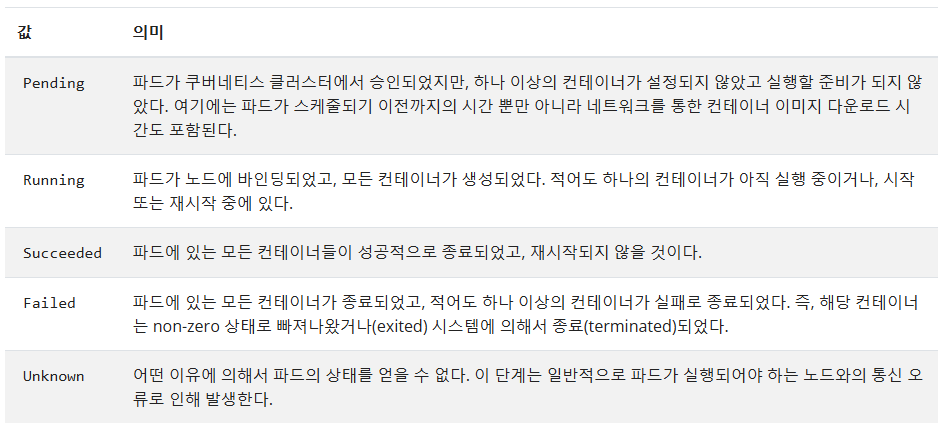 값 의미
Pending 파드가 쿠버네티스 클러스터에서 승인되었지만, 하나 이상의 컨테이너가 설정되지 않았고 실행할 준비가 되지 않
았다. 여기에는 파드가 스케줄되기 이전까지의 시간 뿐만 아니라 네트워크를 통한 컨테이너 이미지 다운로드 시
간도 포함된다.
Running 파드가 노드에 바인딩되었고, 모든 컨테이너가 생성되었다. 적어도 하나의 컨테이너가 아직 실행 중이거나, 시작
또는 재시작 중에 있다.
Succeeded 파드에 있는 모든 컨테이너들이 성공적으로 종료되었고, 재시작되지 않을 것이다.
Failed 파드에 있는 모든 컨테이너가 종료되었고, 적어도 하나 이상의 컨테이너가 실패로 종료되었다. 즉, 해당 컨테이너
는 non-zero 상태로 빠져나왔거나(exited) 시스템에 의해서 종료(terminated)되었다.
Unknown 어떤 이유에 의해서 파드의 상태를 얻을 수 없다. 이 단계는 일반적으로 파드가 실행되어야 하는 노드와의 통신 오
류로 인해 발생한다.